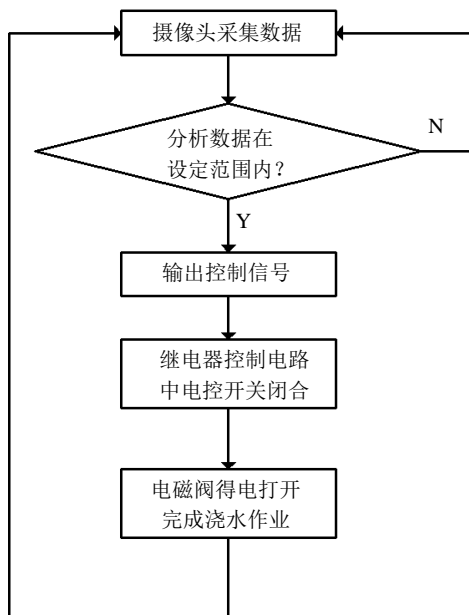 摄像头采集数据
N
分析数据在
设定范围内？
Y
输出控制信号
继电器控制电路
中电控开关闭合
电磁阀得电打开
完成浇水作业